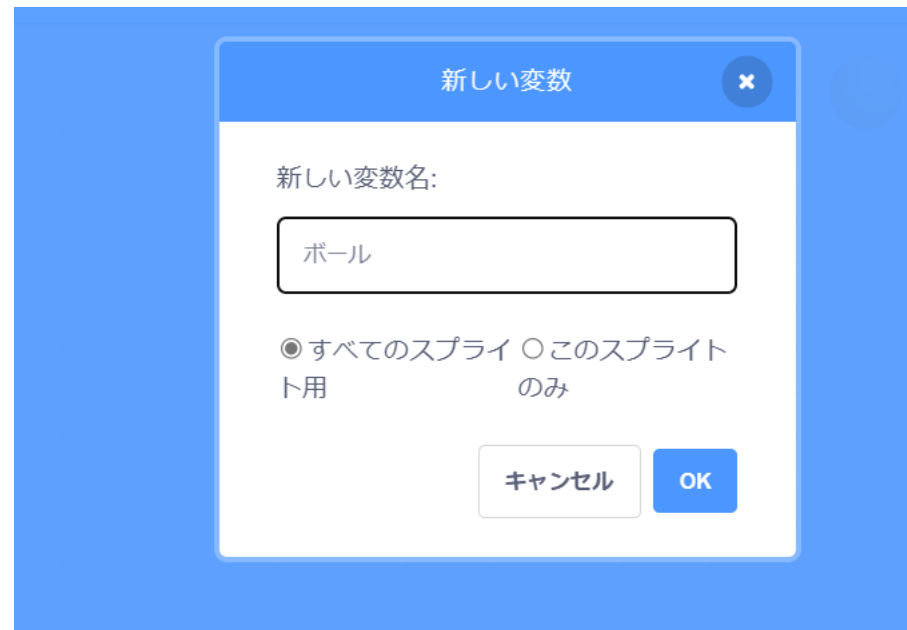 新しい変数
新しい変数名:
ボール
すべてのスプライ このスプライト
ト用 のみ
キャンセル OK